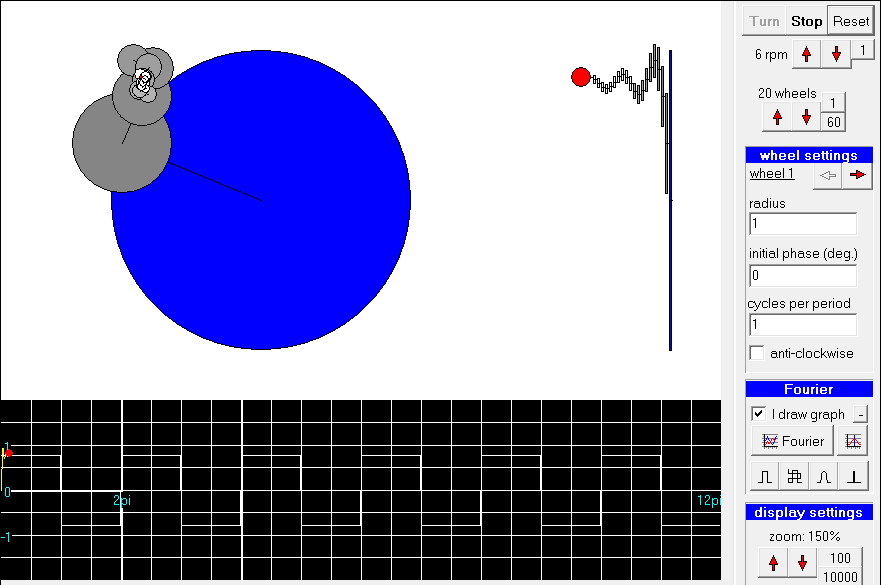 Turn Stop Reset
6 rpm 1
20 wheels 1
60
wheel settings
wheel 1
radius
1
initial phase (deg.)
0
cycles per period
1
anti-clockwise
Fourier
I draw graph -
Fourier
display settings
zoom: 150%
100
10000
1
0
2pi 12pi
-1